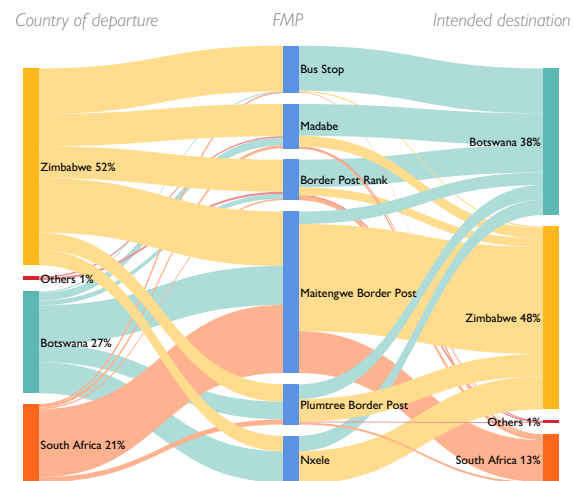 Country of departure
FMP
Intended destination
Bus Stop
Madabe
Botswana 38%
Zimbabwe 52%
Border Post Rank
Others 1%
Maitengwe Border Post
Zimbabwe 48%
Botswana 27%
Plumtree Border Post
Others 1%
South Africa 21%
Nxele
South Africa 13%